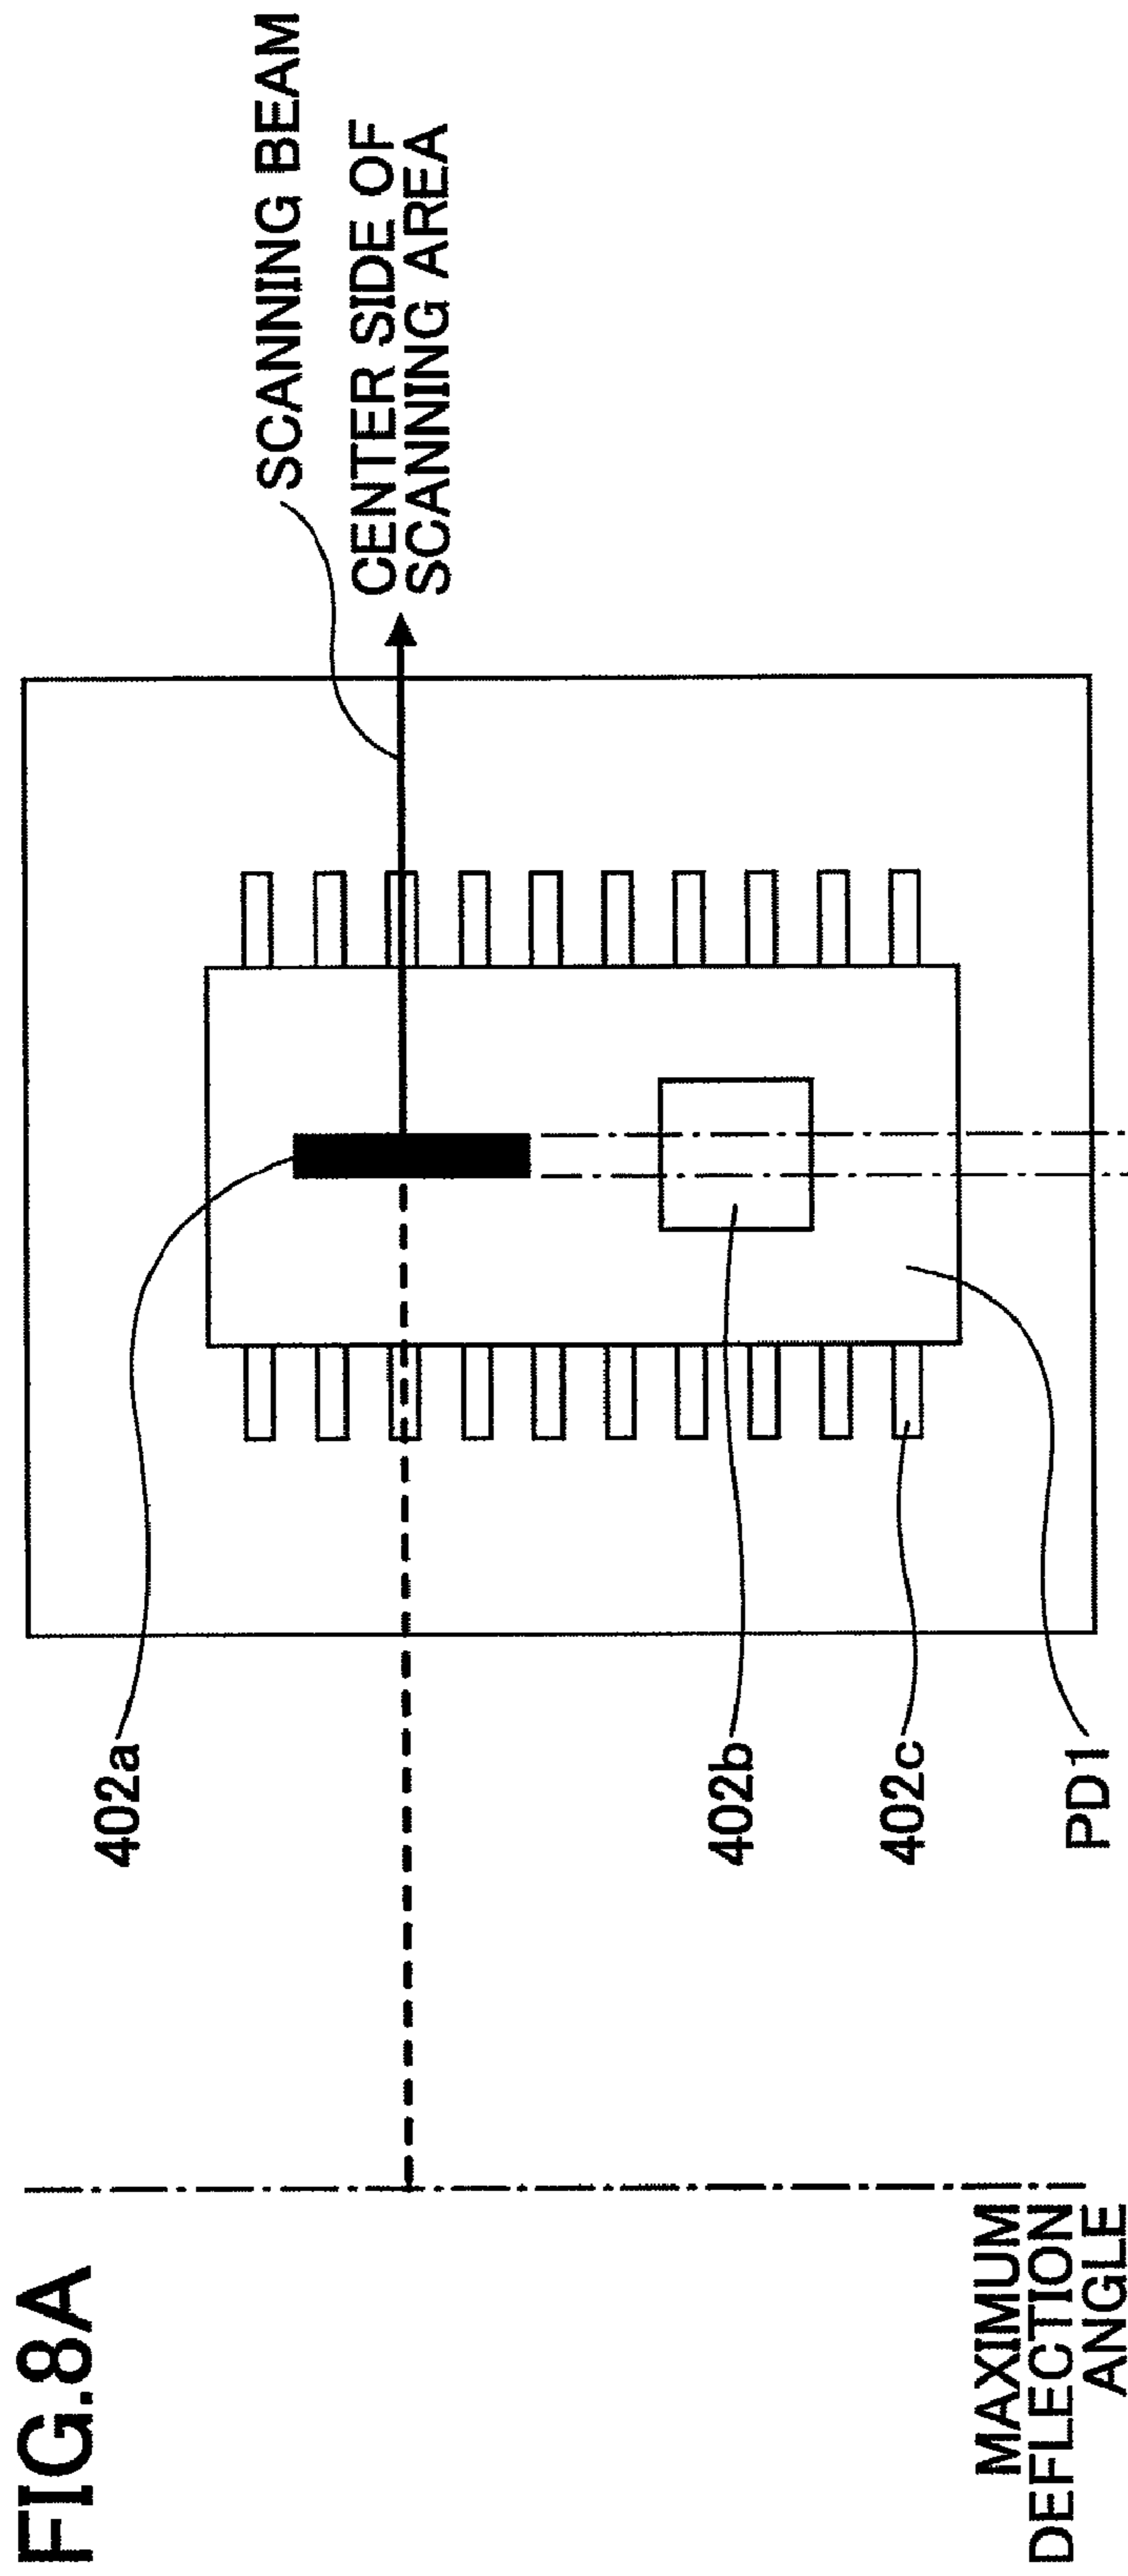 FIG.8A
SCANNING BEAM
CENTER SIDE OF
SCANNING AREA
402a
402b
402c
PD1
MAXIMUM
DEFLECTION
ANGLE